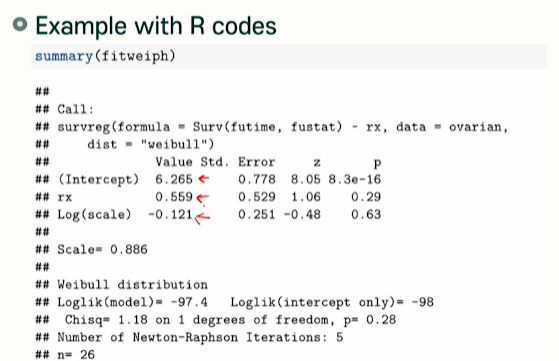 Example with R codes
summary(fitweiph)
##
## Call:
## survreg(formula = Surv(futime, fustat) ~ rx, data = ovarian,
##     dist = "weibull")
##              Value Std. Error     z       p
## (Intercept)  6.265      0.778  8.05 8.3e-16
## rx           0.559      0.529  1.06    0.29
## Log(scale)  -0.121      0.251 -0.48    0.63
##
## Scale= 0.886
##
## Weibull distribution
## Loglik(model)= -97.4   Loglik(intercept only)= -98
##  Chisq= 1.18 on 1 degrees of freedom, p= 0.28
## Number of Newton-Raphson Iterations: 5
## n= 26